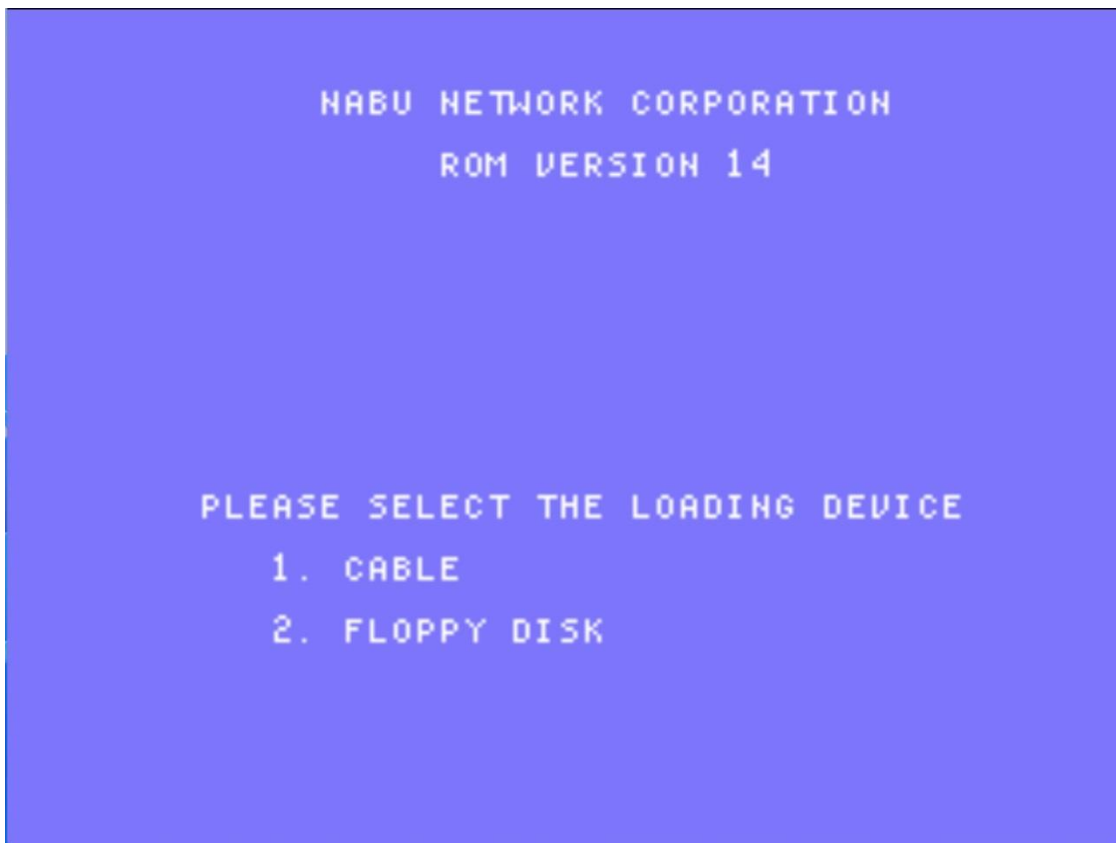 NABU NETWORK CORPORATION
ROM VERSION 14
PLEASE SELECT THE LOADING DEVICE
1. CABLE
2. FLOPPY DISK